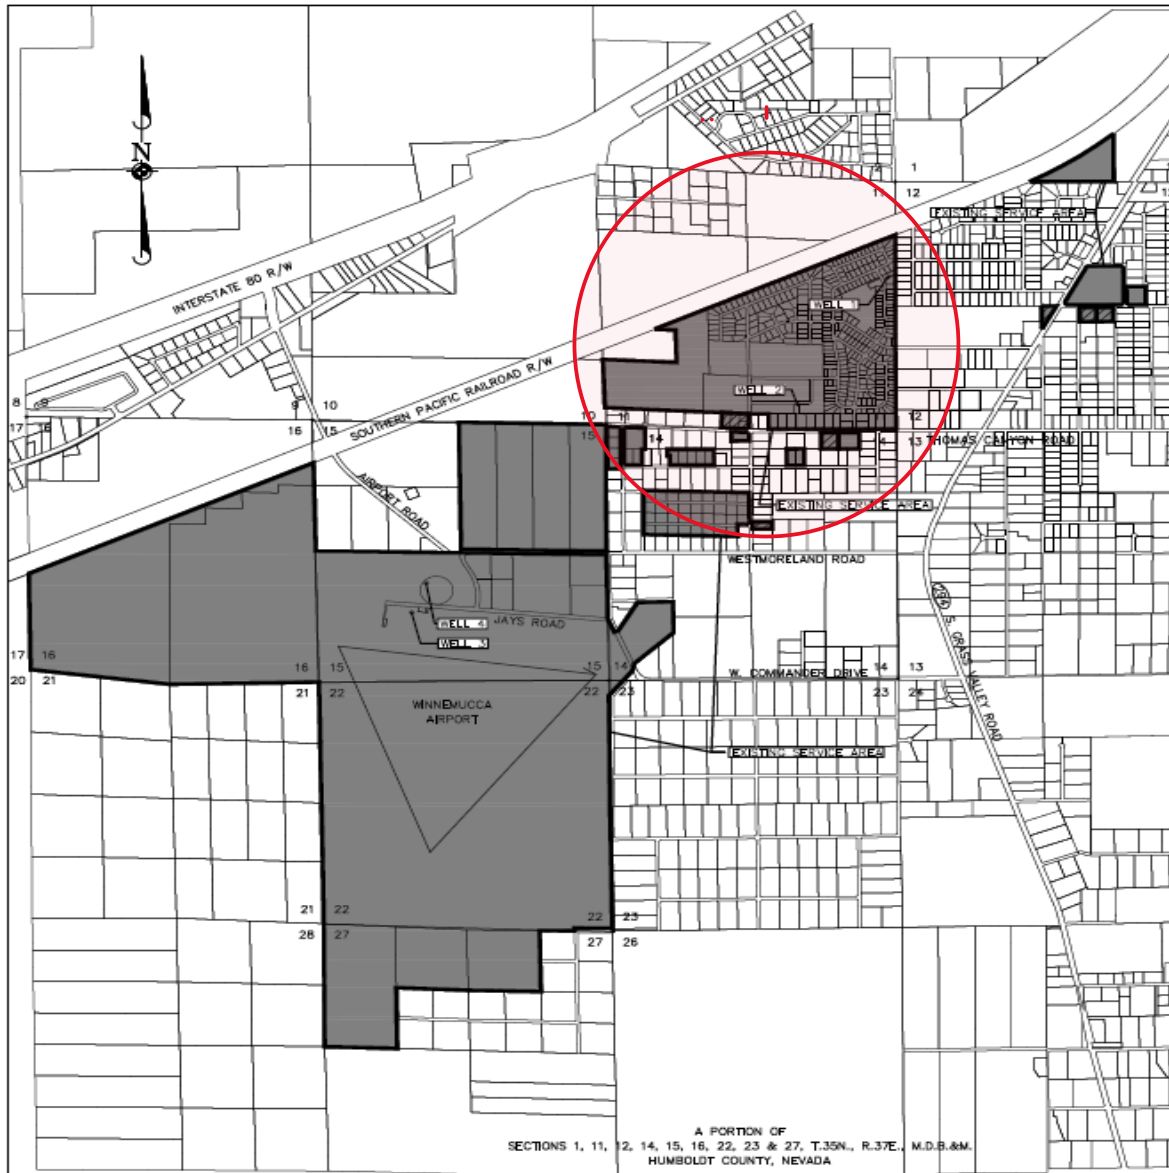 N
2
1
11
12
EXISTING SERVICE AREA
INTERSTATE 80 R/W
WELL 1
SOUTHERN PACIFIC RAILROAD R/W
WELL 2
8
9
9
10
10
11
12
17
16
16
15
15
14
13
THOMAS CANYON ROAD
AIRPORT ROAD
EXISTING SERVICE AREA
WESTMORELAND ROAD
294
S. GRASS VALLEY ROAD
WELL 4
JAYS ROAD
WELL 3
17
16
16
15
15
14
14
13
20
21
21
22
22
23
23
24
W. COMMANDER DRIVE
WINNEMUCCA
AIRPORT
EXISTING SERVICE AREA
21
22
22
23
28
27
27
26
A PORTION OF
SECTIONS 1, 11, 12, 14, 15, 16, 22, 23 & 27, T.35N., R.37E., M.D.B.&M.
HUMBOLDT COUNTY, NEVADA